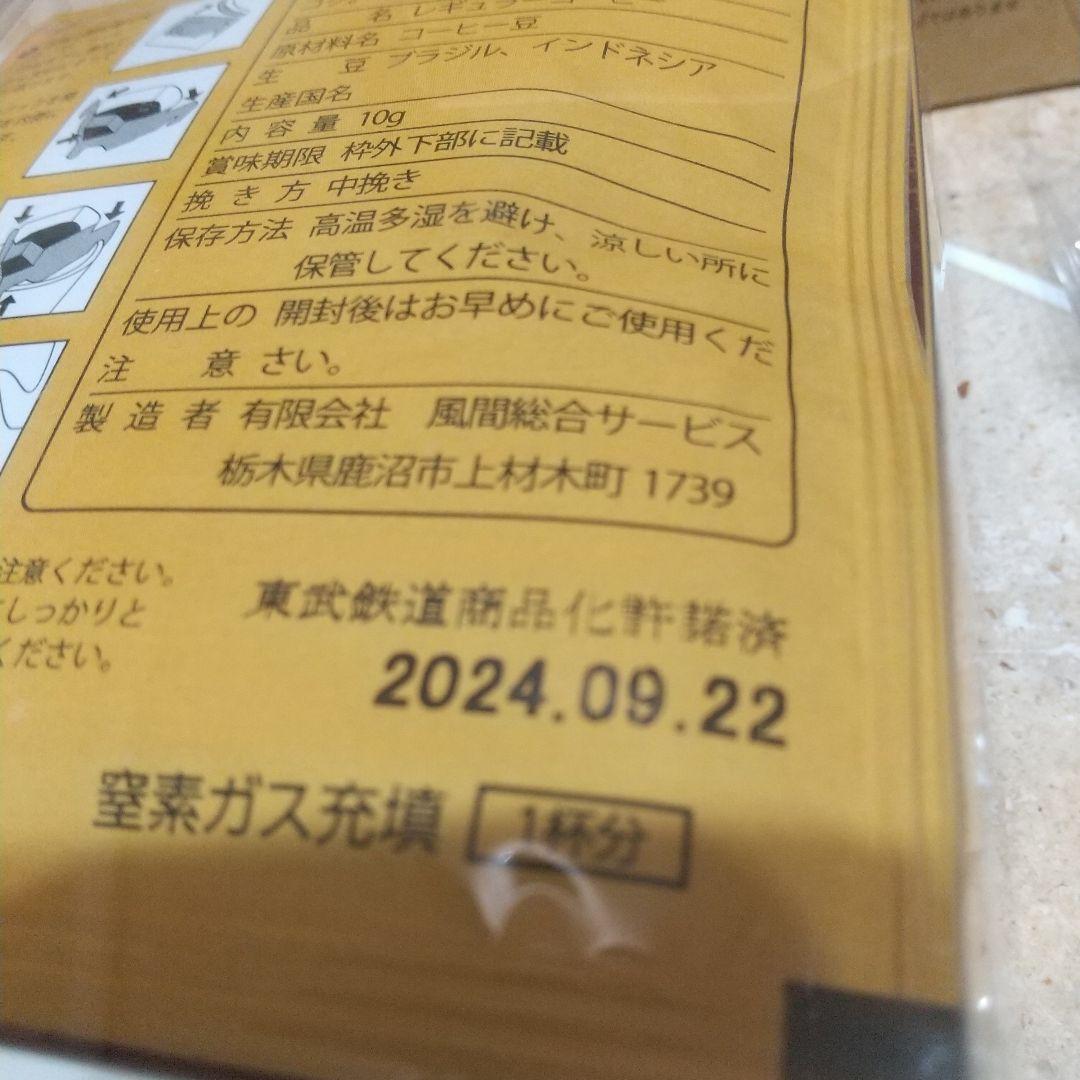 品名 レギュラーコーヒー
原材料名 コーヒー豆
生豆 ブラジル、インドネシア
生産国名
内容量 10g
賞味期限 枠外下部に記載
挽き方 中挽き
保存方法 高温多湿を避け、涼しい所に
保管してください。
使用上の 開封後はお早めにご使用くだ
注意 さい。
製造者 有限会社 風間総合サービス
栃木県鹿沼市上材木町 1739
注意ください。
しっかりと
ください。
東武鉄道商品化許諾済
2024.09.22
窒素ガス充填 1杯分